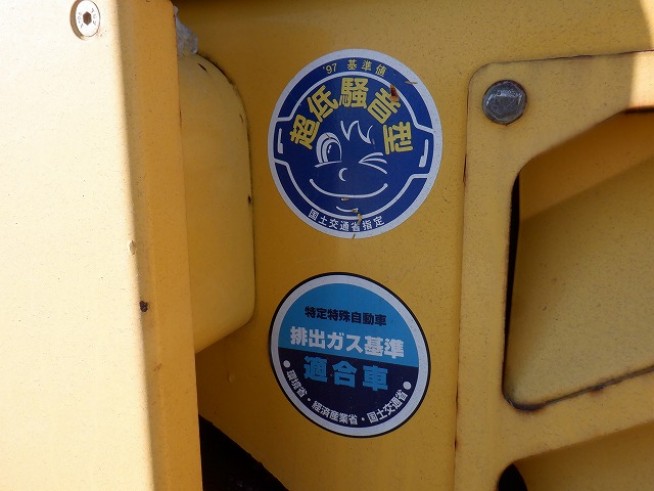 '97 基準値
超低騒音型
国土交通省指定
特定特殊自動車
排出ガス基準
適合車
●環境省・経済産業省・国土交通省●